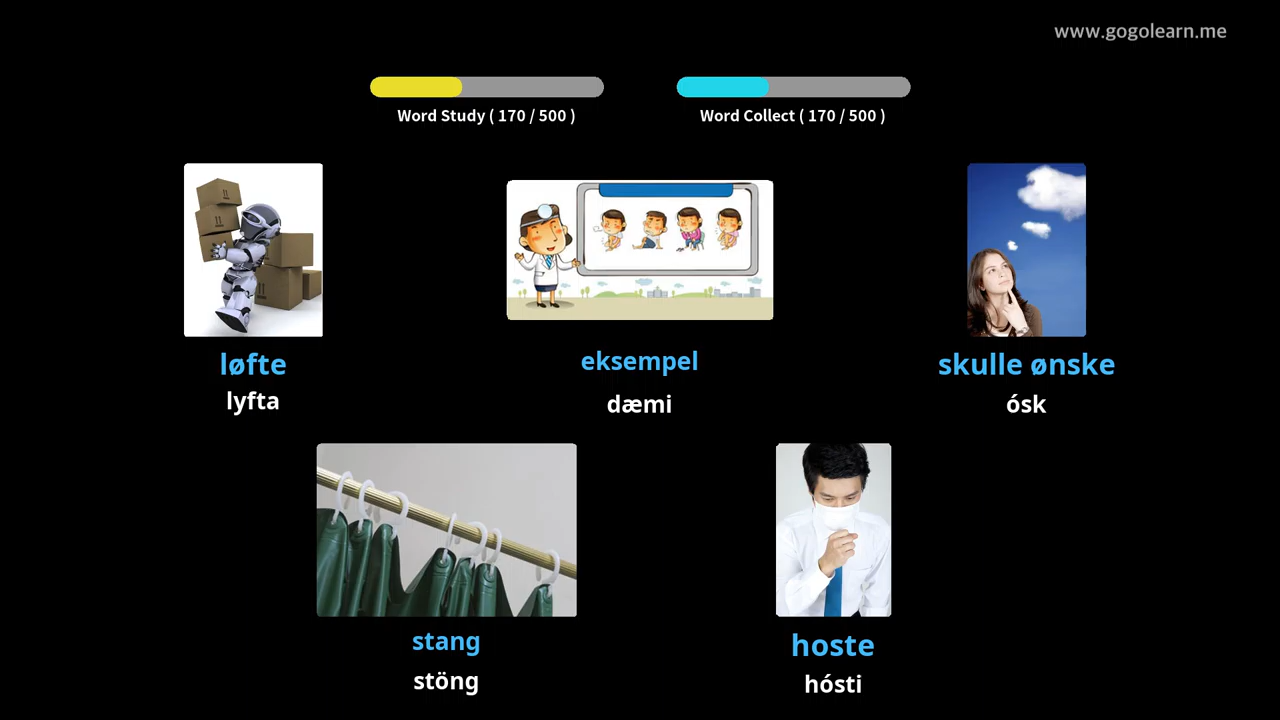 www.gogolearn.me
Word Study ( 170 / 500 )
Word Collect ( 170 / 500 )
løfte
lyfta
eksempel
dæmi
skulle ønske
ósk
stang
stöng
hoste
hósti